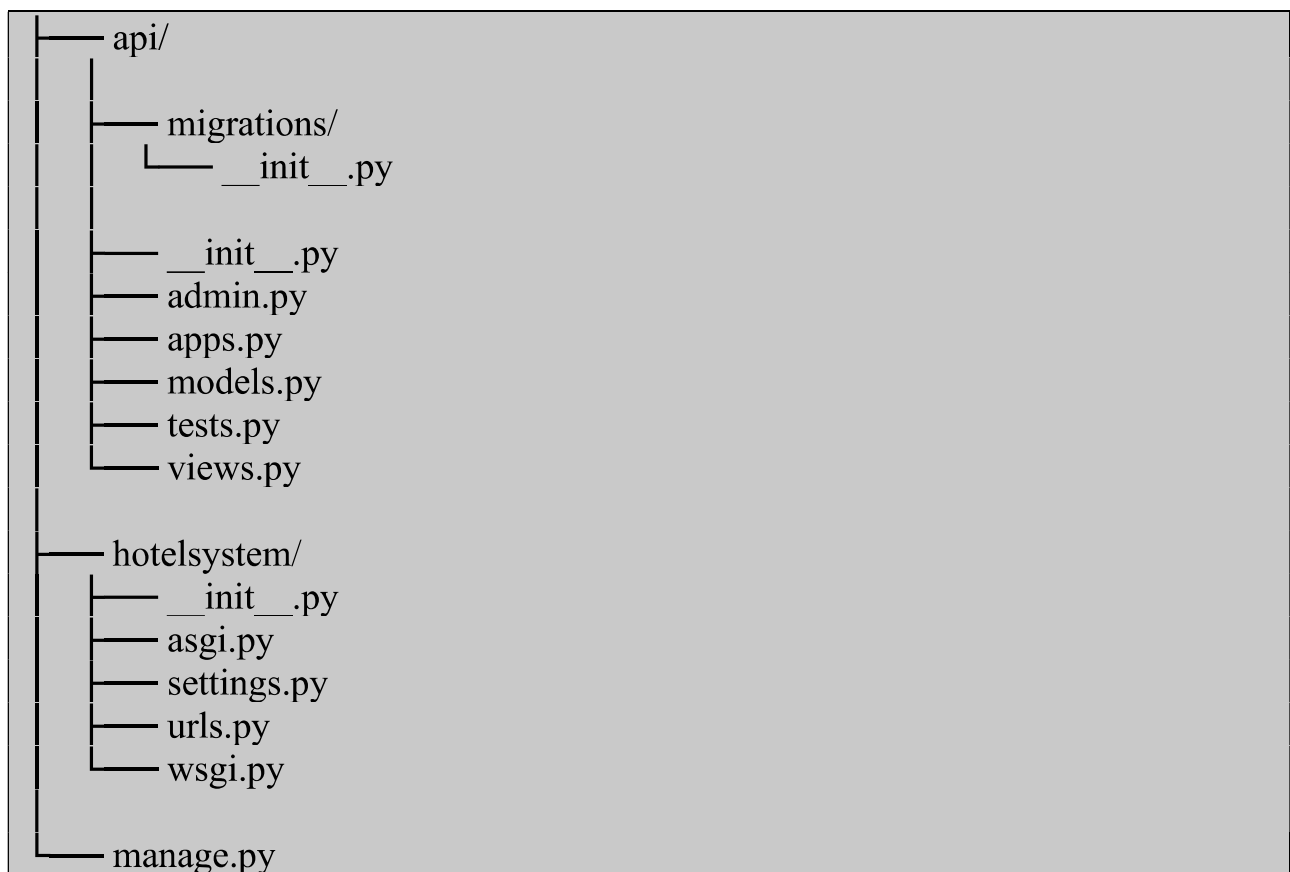 api/
migrations/
__init__.py
__init__.py
admin.py
apps.py
models.py
tests.py
views.py
hotelsystem/
__init__.py
asgi.py
settings.py
urls.py
wsgi.py
manage.py